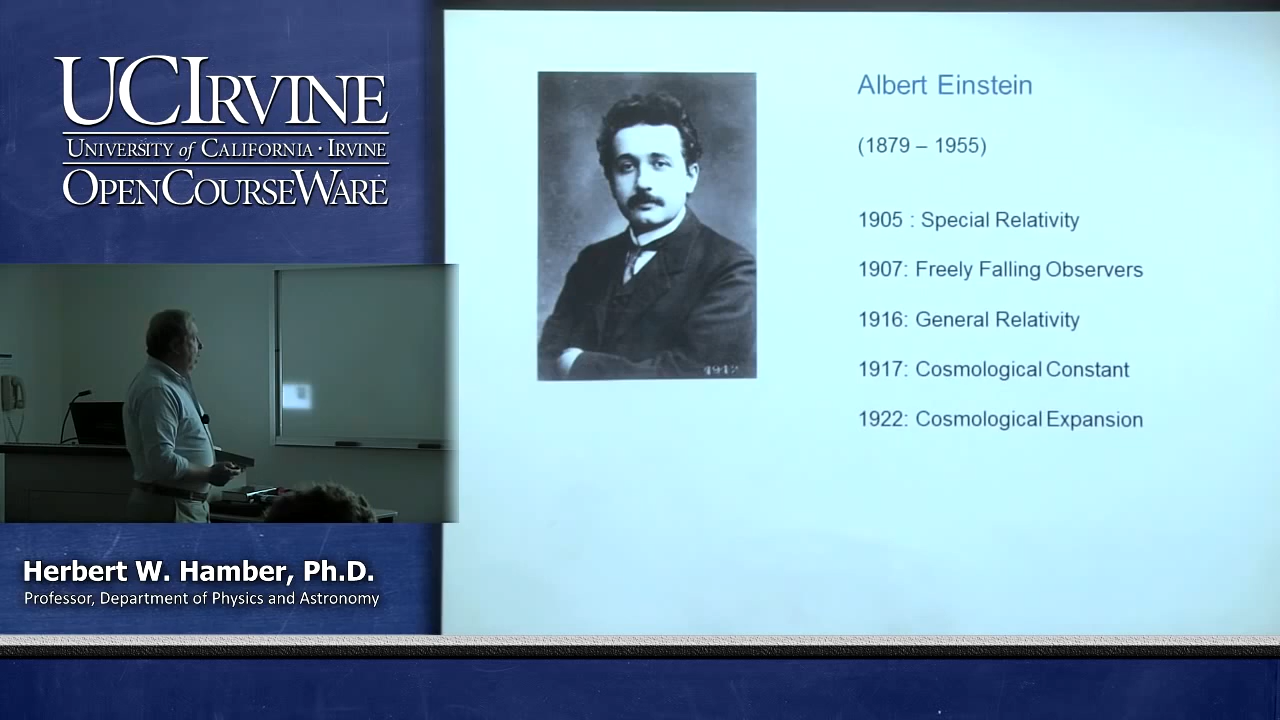 UCIRVINE
UNIVERSITY of CALIFORNIA · IRVINE
OPENCOURSEWARE
Herbert W. Hamber, Ph.D.
Professor, Department of Physics and Astronomy
Albert Einstein
(1879 – 1955)
1905 : Special Relativity
1907: Freely Falling Observers
1916: General Relativity
1917: Cosmological Constant
1922: Cosmological Expansion
1912